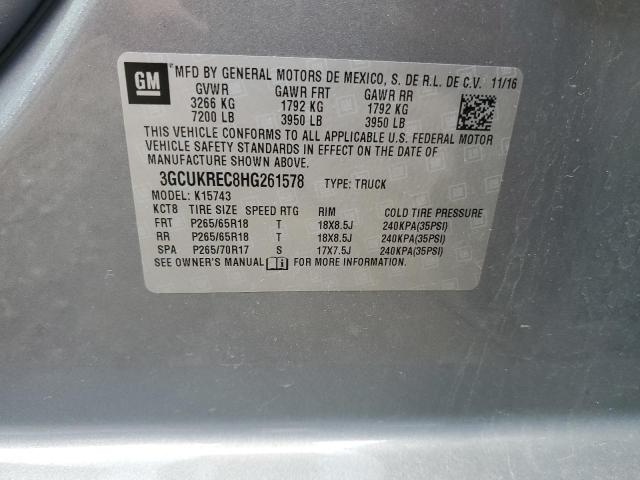 GM MFD BY GENERAL MOTORS DE MEXICO, S. DE R.L. DE C.V. 11/16
GVWR GAWR FRT GAWR RR
3266 KG 1792 KG 1792 KG
7200 LB 3950 LB 3950 LB
THIS VEHICLE CONFORMS TO ALL APPLICABLE U.S. FEDERAL MOTOR
VEHICLE SAFETY STANDARDS IN EFFECT ON THE DATE OF
MANUFACTURE SHOWN ABOVE.
3GCUKREC8HG261578 TYPE: TRUCK
MODEL: K15743
KCT8 TIRE SIZE SPEED RTG RIM COLD TIRE PRESSURE
FRT P265/65R18 T 18X8.5J 240KPA(35PSI)
RR P265/65R18 T 18X8.5J 240KPA(35PSI)
SPA P265/70R17 S 17X7.5J 240KPA(35PSI)
SEE OWNER'S MANUAL FOR MORE INFORMATION.